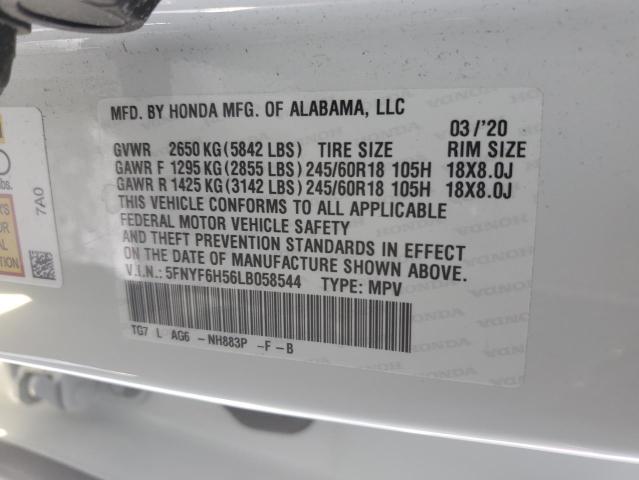 MFD. BY HONDA MFG. OF ALABAMA, LLC
03 /'20
GVWR 2650 KG (5842 LBS) TIRE SIZE RIM SIZE
GAWR F 1295 KG (2855 LBS) 245/60R18 105H 18X8.0J
GAWR R 1425 KG (3142 LBS) 245/60R18 105H 18X8.0J
THIS VEHICLE CONFORMS TO ALL APPLICABLE
FEDERAL MOTOR VEHICLE SAFETY
AND THEFT PREVENTION STANDARDS IN EFFECT
ON THE DATE OF MANUFACTURE SHOWN ABOVE.
V.I.N.: 5FNYF6H56LB058544 TYPE: MPV
TG7 L AG6 -NH883P -F-B
7A0
bs.